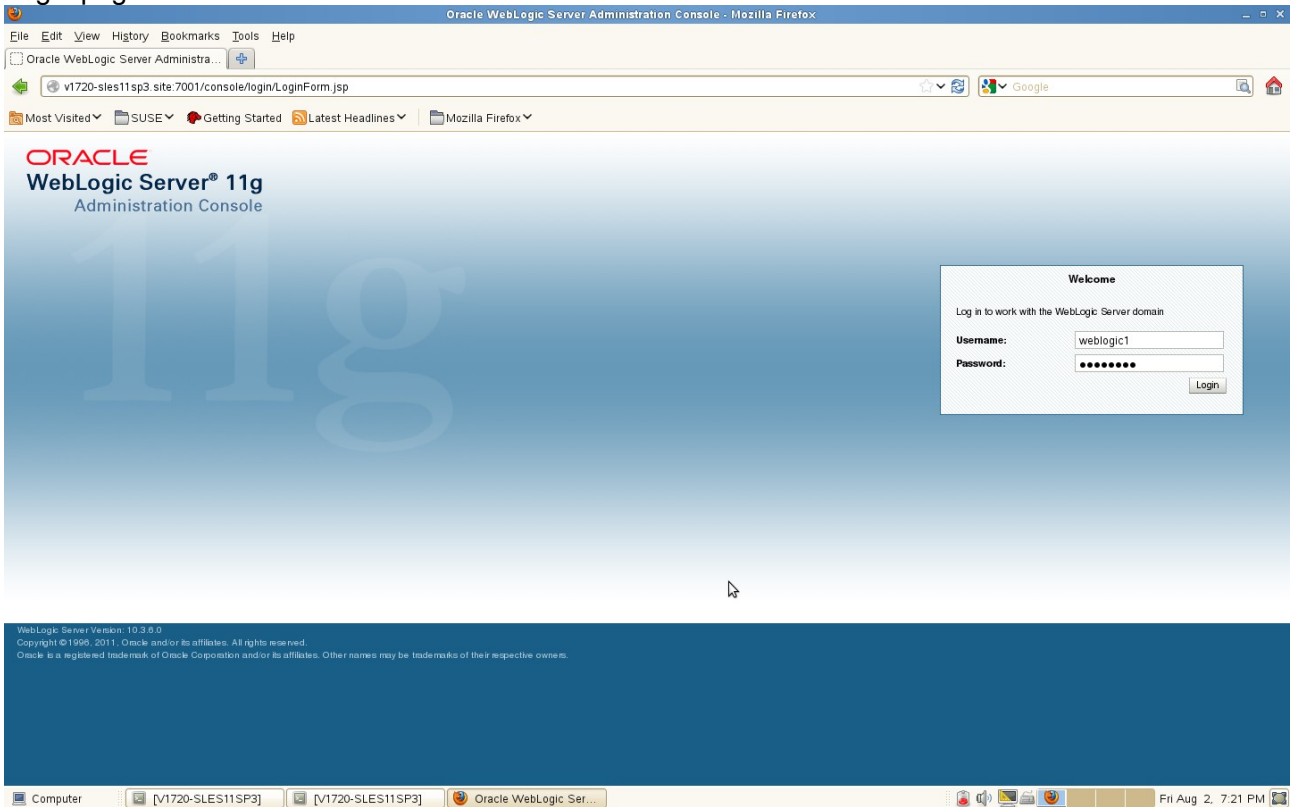 Oracle WebLogic Server Administration Console - Mozilla Firefox
File Edit View History Bookmarks Tools Help
Oracle WebLogic Server Administra...
v1720-sles11sp3.site:7001/console/login/LoginForm.jsp
Google
Most Visited SUSE Getting Started Latest Headlines Mozilla Firefox
ORACLE
WebLogic Server® 11g
Administration Console
11g
Welcome
Log in to work with the WebLogic Server domain
Username: weblogic1
Password: ●●●●●●●●
Login
WebLogic Server Version: 10.3.6.0
Copyright © 1996, 2011, Oracle and/or its affiliates. All rights reserved.
Oracle is a registered trademark of Oracle Corporation and/or its affiliates. Other names may be trademarks of their respective owners.
Computer [V1720-SLES11SP3] [V1720-SLES11SP3] Oracle WebLogic Ser... Fri Aug 2, 7:21 PM